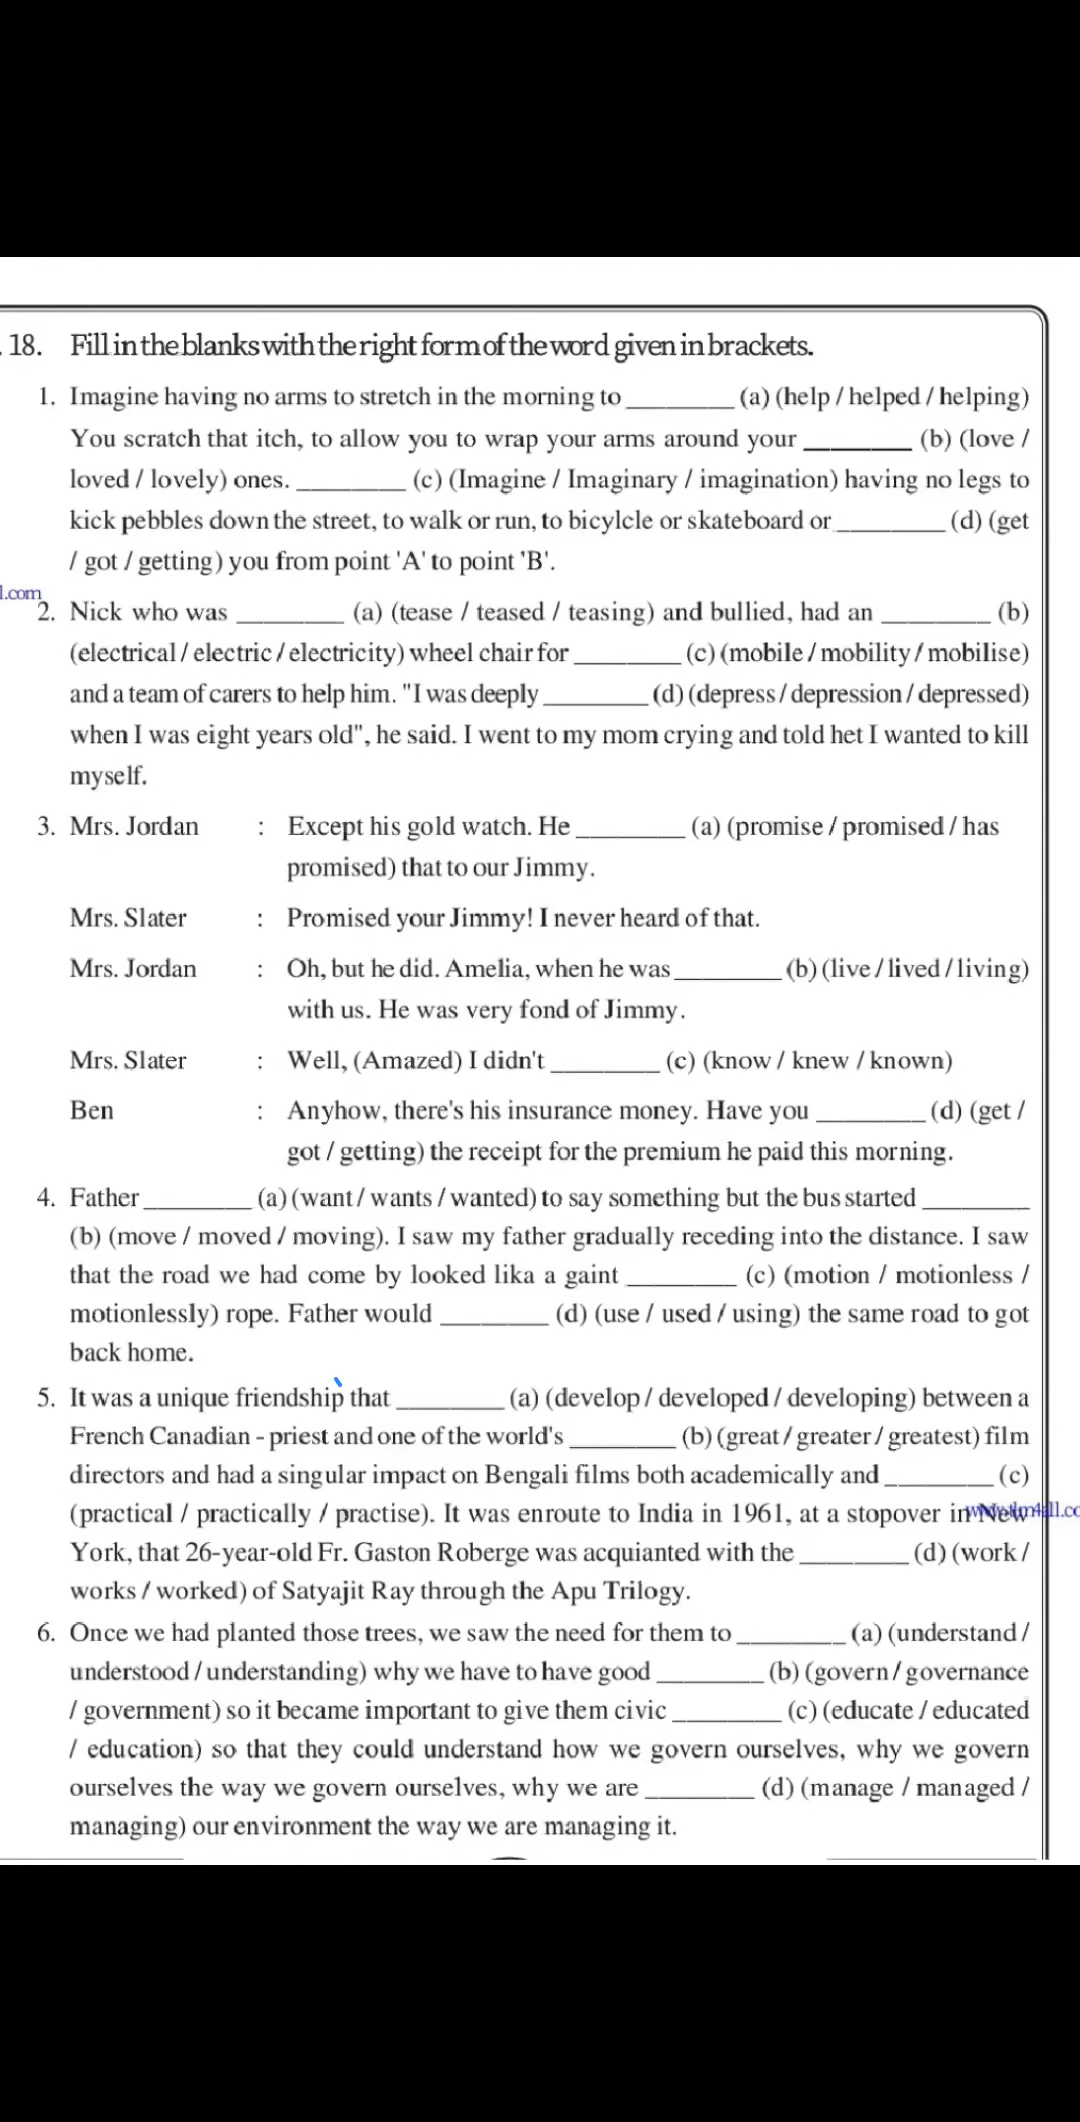 . 18. Fill in the blanks with the right form of the word given in brackets.
1. Imagine having no arms to stretch in the morning to ________ (a) (help / helped / helping)
You scratch that itch, to allow you to wrap your arms around your ________ (b) (love /
loved / lovely) ones. ________ (c) (Imagine / Imaginary / imagination) having no legs to
kick pebbles down the street, to walk or run, to bicylcle or skateboard or ________ (d) (get
/ got / getting) you from point 'A' to point 'B'.
l.com
2. Nick who was ________ (a) (tease / teased / teasing) and bullied, had an ________ (b)
(electrical / electric / electricity) wheel chair for ________ (c) (mobile / mobility / mobilise)
and a team of carers to help him. "I was deeply ________ (d) (depress / depression / depressed)
when I was eight years old", he said. I went to my mom crying and told het I wanted to kill
myself.
3. Mrs. Jordan : Except his gold watch. He ________ (a) (promise / promised / has
promised) that to our Jimmy.
Mrs. Slater : Promised your Jimmy! I never heard of that.
Mrs. Jordan : Oh, but he did. Amelia, when he was ________ (b) (live / lived / living)
with us. He was very fond of Jimmy.
Mrs. Slater : Well, (Amazed) I didn't ________ (c) (know / knew / known)
Ben : Anyhow, there's his insurance money. Have you ________ (d) (get /
got / getting) the receipt for the premium he paid this morning.
4. Father ________ (a) (want / wants / wanted) to say something but the bus started ________
(b) (move / moved / moving). I saw my father gradually receding into the distance. I saw
that the road we had come by looked lika a gaint ________ (c) (motion / motionless /
motionlessly) rope. Father would ________ (d) (use / used / using) the same road to got
back home.
5. It was a unique friendship that ________ (a) (develop / developed / developing) between a
French Canadian - priest and one of the world's ________ (b) (great / greater / greatest) film
directors and had a singular impact on Bengali films both academically and ________ (c)
(practical / practically / practise). It was enroute to India in 1961, at a stopover in New
www.tlm4all.co
York, that 26-year-old Fr. Gaston Roberge was acquianted with the ________ (d) (work /
works / worked) of Satyajit Ray through the Apu Trilogy.
6. Once we had planted those trees, we saw the need for them to ________ (a) (understand /
understood / understanding) why we have to have good ________ (b) (govern / governance
/ government) so it became important to give them civic ________ (c) (educate / educated
/ education) so that they could understand how we govern ourselves, why we govern
ourselves the way we govern ourselves, why we are ________ (d) (manage / managed /
managing) our environment the way we are managing it.